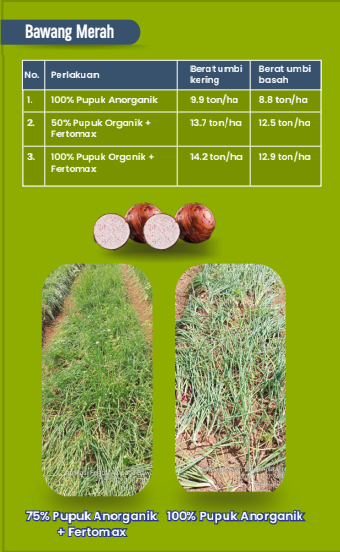 Bawang Merah
No. Perlakuan Berat umbi kering Berat umbi basah
1. 100% Pupuk Anorganik 9.9 ton/ha 8.8 ton/ha
2. 50% Pupuk Organik + Fertomax 13.7 ton/ha 12.5 ton/ha
3. 100% Pupuk Organik + Fertomax 14.2 ton/ha 12.9 ton/ha
75% Pupuk Anorganik
+ Fertomax
100% Pupuk Anorganik